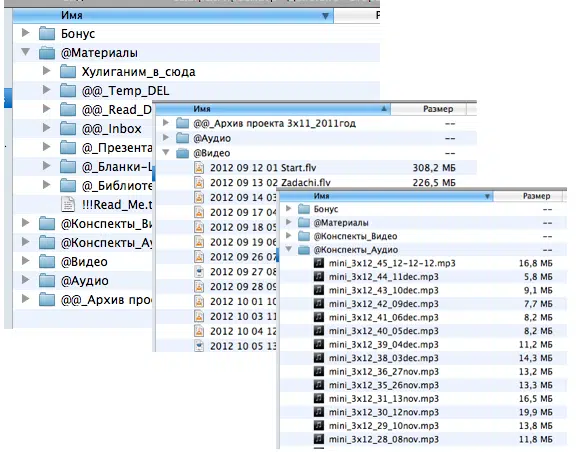 Имя
Бонус
@Материалы
Хулиганим_в_сюда
@@_Temp_DEL
@@_Read_D
@@_Inbox
@_Презента
@_Бланки-L
@_Библиоте
!!!Read_Me.t
@Конспекты_Ви
@Конспекты_Ау
@Видео
@Аудио
@@_Архив прое
Имя Размер
@@_Архив проекта 3x11_2011год --
@Аудио --
@Видео --
2012 09 12 01 Start.flv 308,2 МБ
2012 09 13 02 Zadachi.flv 226,5 МБ
2012 09 14 03
2012 09 17 04
2012 09 18 05
2012 09 19 06
2012 09 26 07
2012 09 27 08
2012 09 28 09
2012 10 01 10
2012 10 03 11
2012 10 04 12
2012 10 05 13
Имя Размер
Бонус --
@Материалы --
@Конспекты_Видео --
@Конспекты_Аудио --
mini_3x12_45_12-12-12.mp3 16,8 МБ
mini_3x12_44_11dec.mp3 5,8 МБ
mini_3x12_43_10dec.mp3 9,1 МБ
mini_3x12_42_09dec.mp3 7,7 МБ
mini_3x12_41_06dec.mp3 8,2 МБ
mini_3x12_40_05dec.mp3 8,2 МБ
mini_3x12_39_04dec.mp3 11,2 МБ
mini_3x12_38_03dec.mp3 14,3 МБ
mini_3x12_36_27nov.mp3 13,2 МБ
mini_3x12_35_26nov.mp3 13,3 МБ
mini_3x12_31_13nov.mp3 16,5 МБ
mini_3x12_30_12nov.mp3 19,9 МБ
mini_3x12_29_10nov.mp3 13,8 МБ
mini_3x12_28_08nov.mp3 11,8 МБ